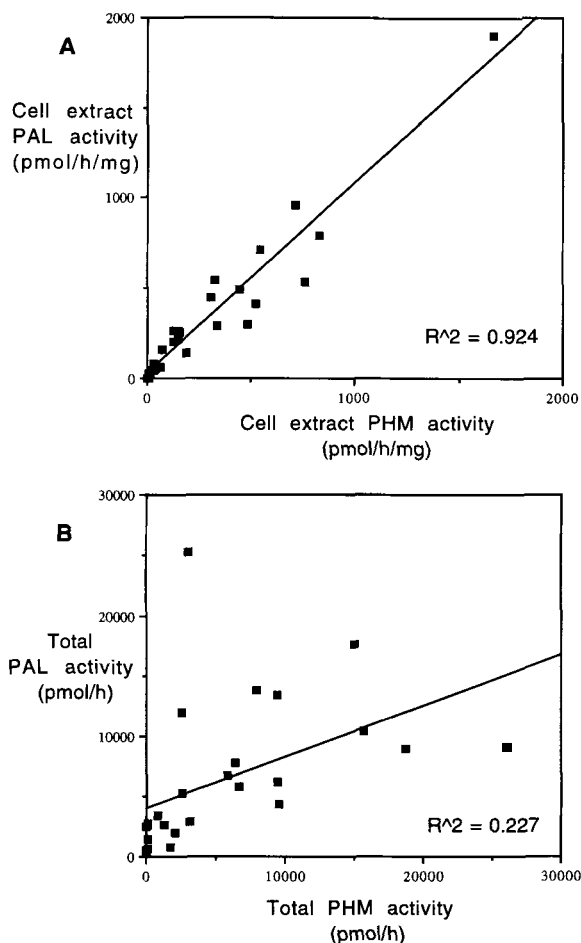 A
2000
Cell extract
PAL activity
(pmol/h/mg)
1000
R^2 = 0.924
0
0
1000
2000
Cell extract PHM activity
(pmol/h/mg)
30000
B
20000
Total
PAL activity
(pmol/h)
10000
R^2 = 0.227
0
0
10000
20000
30000
Total PHM activity
(pmol/h)